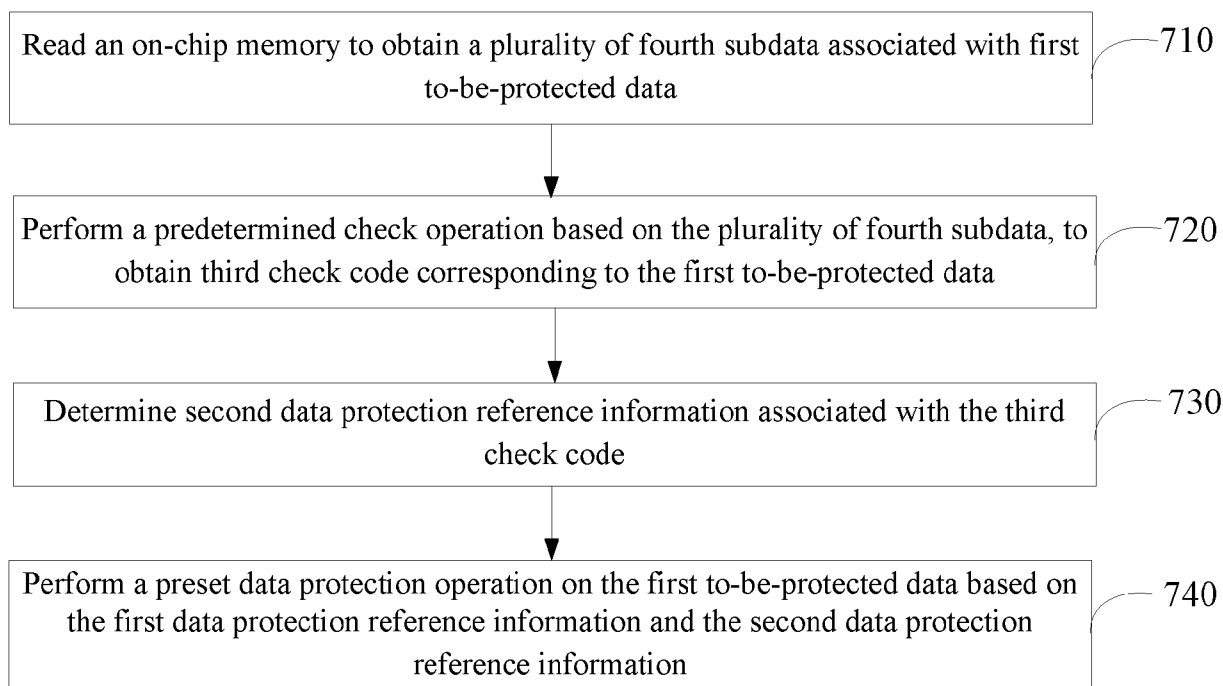 Read an on-chip memory to obtain a plurality of fourth subdata associated with first
to-be-protected data
710
Perform a predetermined check operation based on the plurality of fourth subdata, to
obtain third check code corresponding to the first to-be-protected data
720
Determine second data protection reference information associated with the third
check code
730
Perform a preset data protection operation on the first to-be-protected data based on
the first data protection reference information and the second data protection
reference information
740